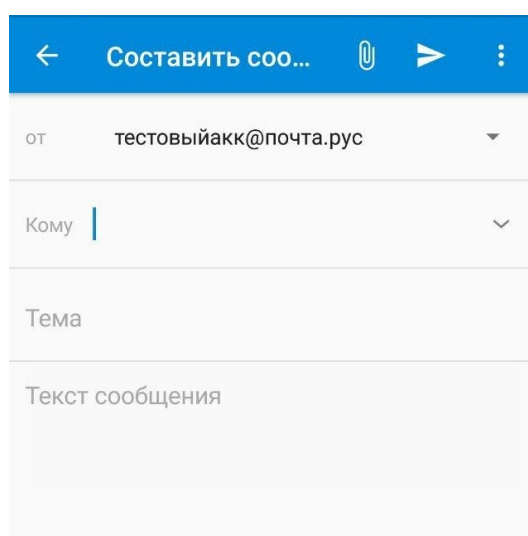 Составить соо...
от тестовыйакк@почта.рус
Кому
Тема
Текст сообщения